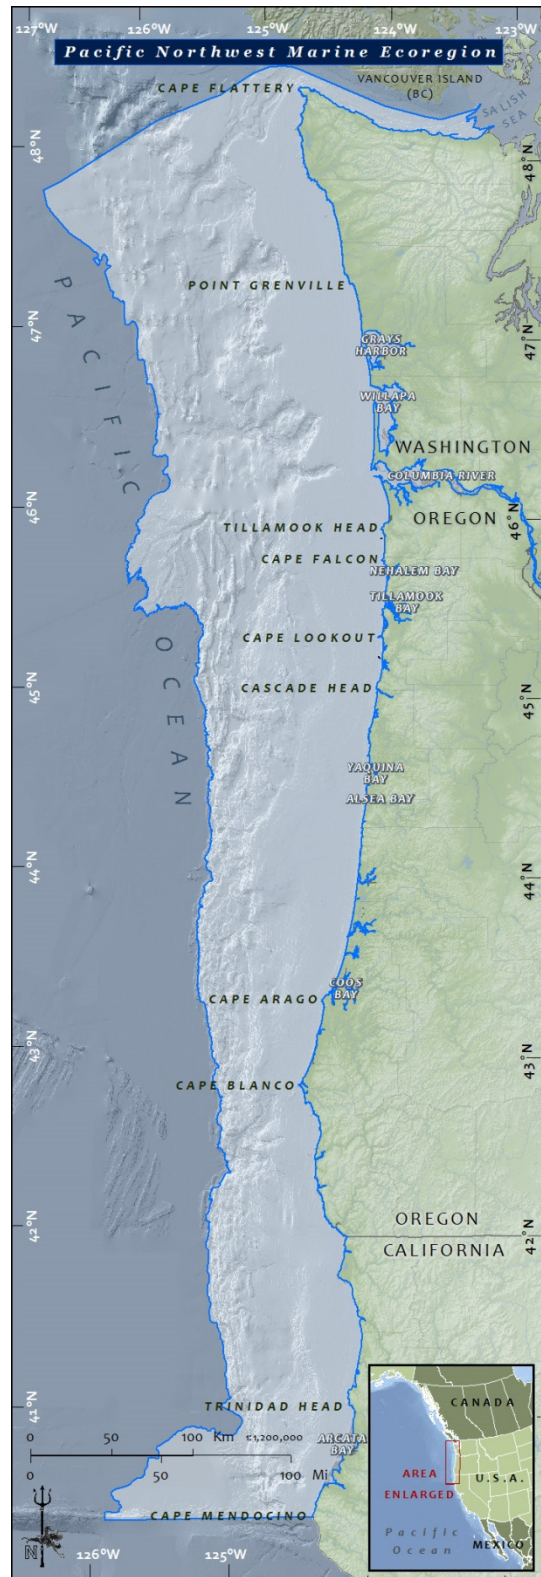 127°W 126°W 125°W 124°W 123°W
Pacific Northwest Marine Ecoregion
VANCOUVER ISLAND
(BC)
CAPE FLATTERY
SALISH
SEA
48°N 48°N
POINT GRENVILLE
PACIFIC
OCEAN
47°N 47°N
GRAYS
HARBOR
WILLAPA
BAY
WASHINGTON
COLUMBIA RIVER
46°N 46°N
OREGON
TILLAMOOK HEAD
CAPE FALCON
NEHALEM BAY
TILLAMOOK
BAY
CAPE LOOKOUT
CASCADE HEAD
45°N 45°N
YAQUINA
BAY
ALSEA BAY
44°N 44°N
COOS
BAY
CAPE ARAGO
43°N 43°N
CAPE BLANCO
OREGON
42°N 42°N
CALIFORNIA
41°N
TRINIDAD HEAD
0 50 100 Km 1:1,200,000
ARCATA
BAY
0 50 100 Mi
CAPE MENDOCINO
N
126°W 125°W
CANADA
AREA
ENLARGED
U.S.A.
Pacific
Ocean
MEXICO